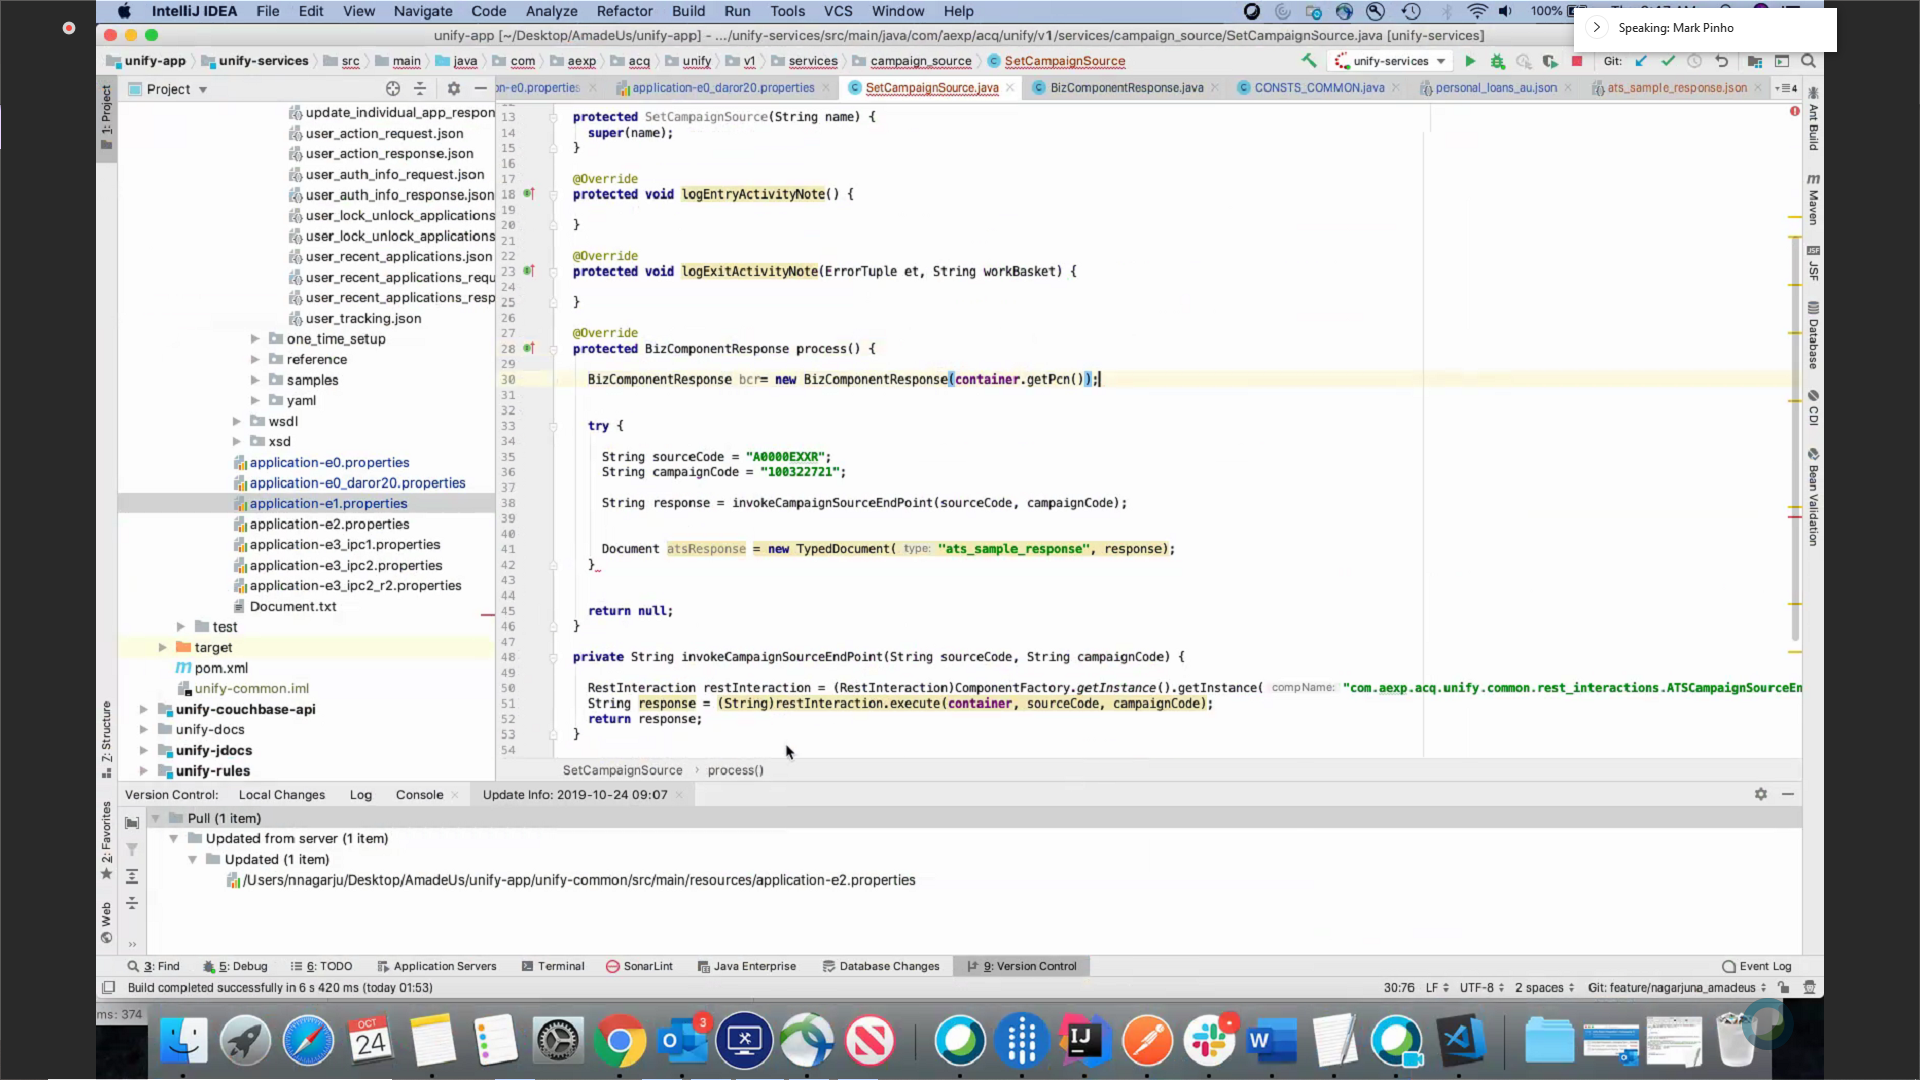 IntelliJ IDEA File Edit View Navigate Code Analyze Refactor Build Run Tools VCS Window Help 100%
Speaking: Mark Pinho
unify-app [~/Desktop/AmadeUs/unify-app] - .../unify-services/src/main/java/com/aexp/acq/unify/v1/services/campaign_source/SetCampaignSource.java [unify-services]
unify-app unify-services src main java com aexp acq unify v1 services campaign_source SetCampaignSource unify-services Git:
Project
on-e0.properties application-e0_daror20.properties SetCampaignSource.java BizComponentResponse.java CONSTS_COMMON.java personal_loans_au.json ats_sample_response.json 4
update_individual_app_respon
user_action_request.json
user_action_response.json
user_auth_info_request.json
user_auth_info_response.json
user_lock_unlock_applications
user_lock_unlock_applications
user_recent_applications.json
user_recent_applications_requ
user_recent_applications_resp
user_tracking.json
one_time_setup
reference
samples
yaml
wsdl
xsd
application-e0.properties
application-e0_daror20.properties
application-e1.properties
application-e2.properties
application-e3_ipc1.properties
application-e3_ipc2.properties
application-e3_ipc2_r2.properties
Document.txt
test
target
pom.xml
unify-common.iml
unify-couchbase-api
unify-docs
unify-jdocs
unify-rules
13 protected SetCampaignSource(String name) {
14 super(name);
15 }
16
17 @Override
18 protected void logEntryActivityNote() {
19
20 }
21
22 @Override
23 protected void logExitActivityNote(ErrorTuple et, String workBasket) {
24
25 }
26
27 @Override
28 protected BizComponentResponse process() {
29
30 BizComponentResponse bcr= new BizComponentResponse(container.getPcn());
31
32
33 try {
34
35 String sourceCode = "A0000EXXR";
36 String campaignCode = "100322721";
37
38 String response = invokeCampaignSourceEndPoint(sourceCode, campaignCode);
39
40
41 Document atsResponse = new TypedDocument( type: "ats_sample_response", response);
42 }
43
44
45 return null;
46 }
47
48 private String invokeCampaignSourceEndPoint(String sourceCode, String campaignCode) {
49
50 RestInteraction restInteraction = (RestInteraction)ComponentFactory.getInstance().getInstance( compName: "com.aexp.acq.unify.common.rest_interactions.ATSCampaignSourceEn
51 String response = (String)restInteraction.execute(container, sourceCode, campaignCode);
52 return response;
53 }
54
SetCampaignSource › process()
1: Project
7: Structure
2: Favorites
Web
Ant Build
Maven
JSF
Database
CDI
Bean Validation
Version Control: Local Changes Log Console Update Info: 2019-10-24 09:07
Pull (1 item)
Updated from server (1 item)
Updated (1 item)
/Users/nnagarju/Desktop/AmadeUs/unify-app/unify-common/src/main/resources/application-e2.properties
3: Find 5: Debug 6: TODO Application Servers Terminal SonarLint Java Enterprise Database Changes 9: Version Control Event Log
Build completed successfully in 6 s 420 ms (today 01:53) 30:76 LF UTF-8 2 spaces Git: feature/nagarjuna_amadeus
ms: 374
OCT
24
3